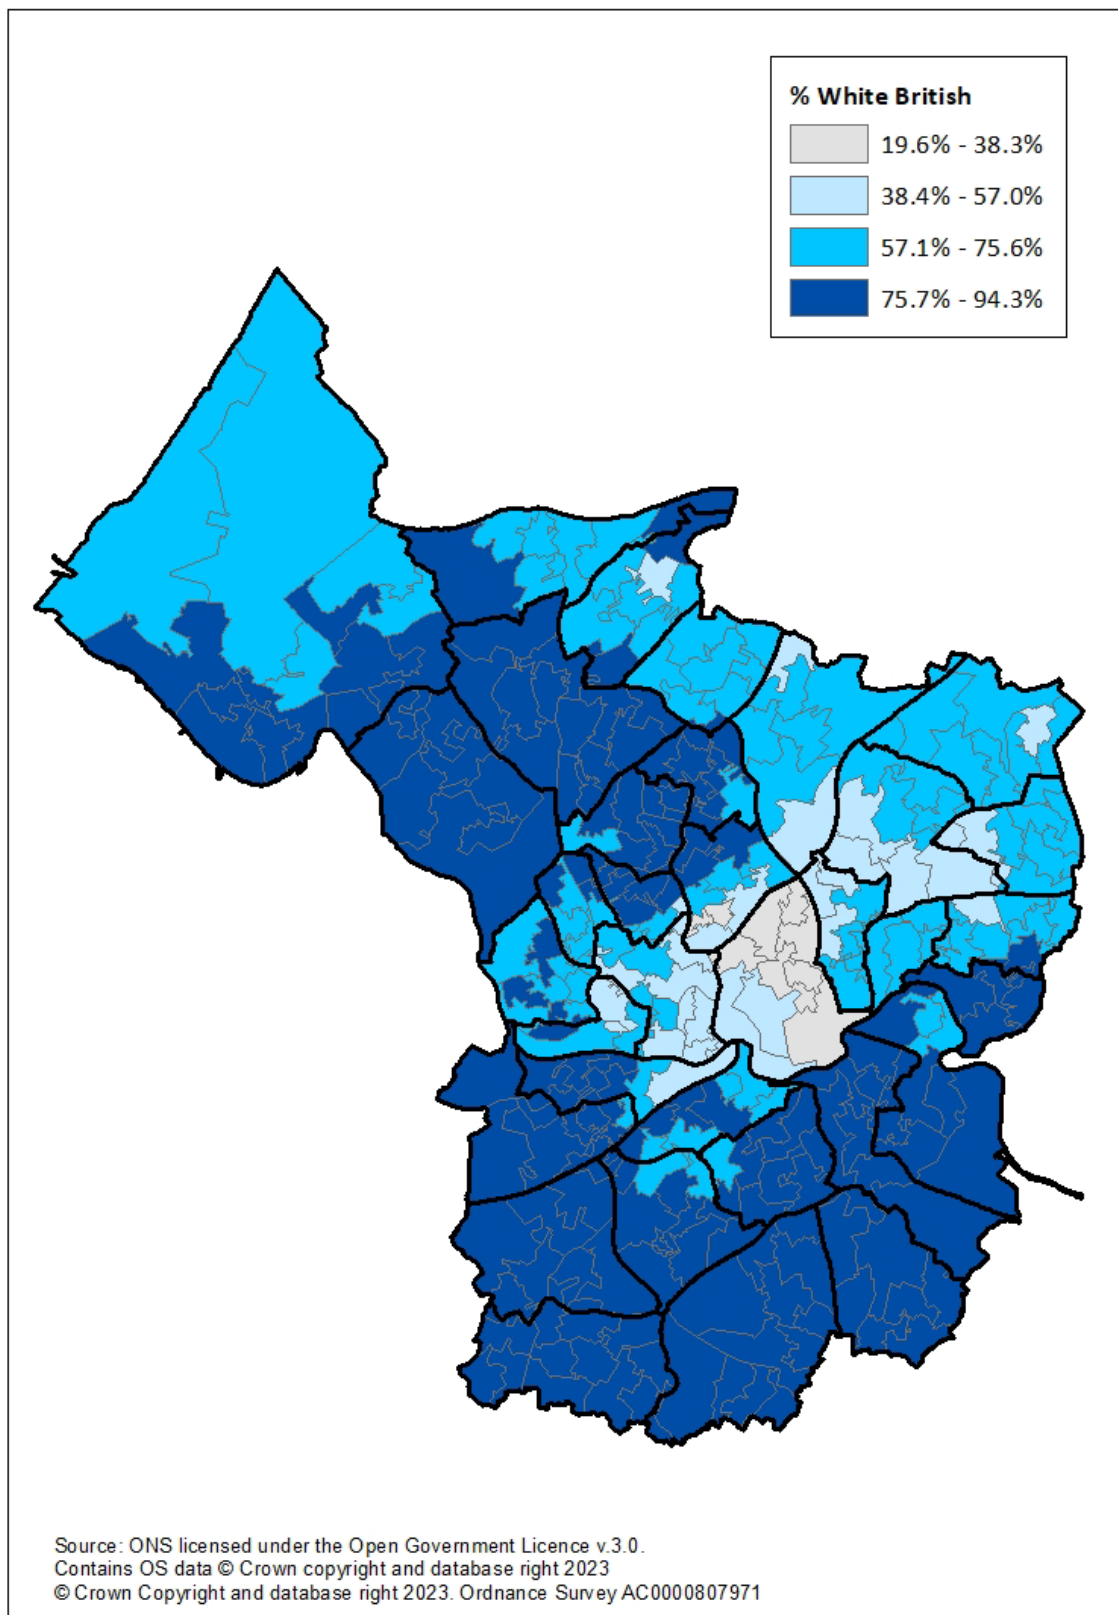 % White British
19.6% - 38.3%
38.4% - 57.0%
57.1% - 75.6%
75.7% - 94.3%
Source: ONS licensed under the Open Government Licence v.3.0.
Contains OS data © Crown copyright and database right 2023
© Crown Copyright and database right 2023. Ordnance Survey AC0000807971